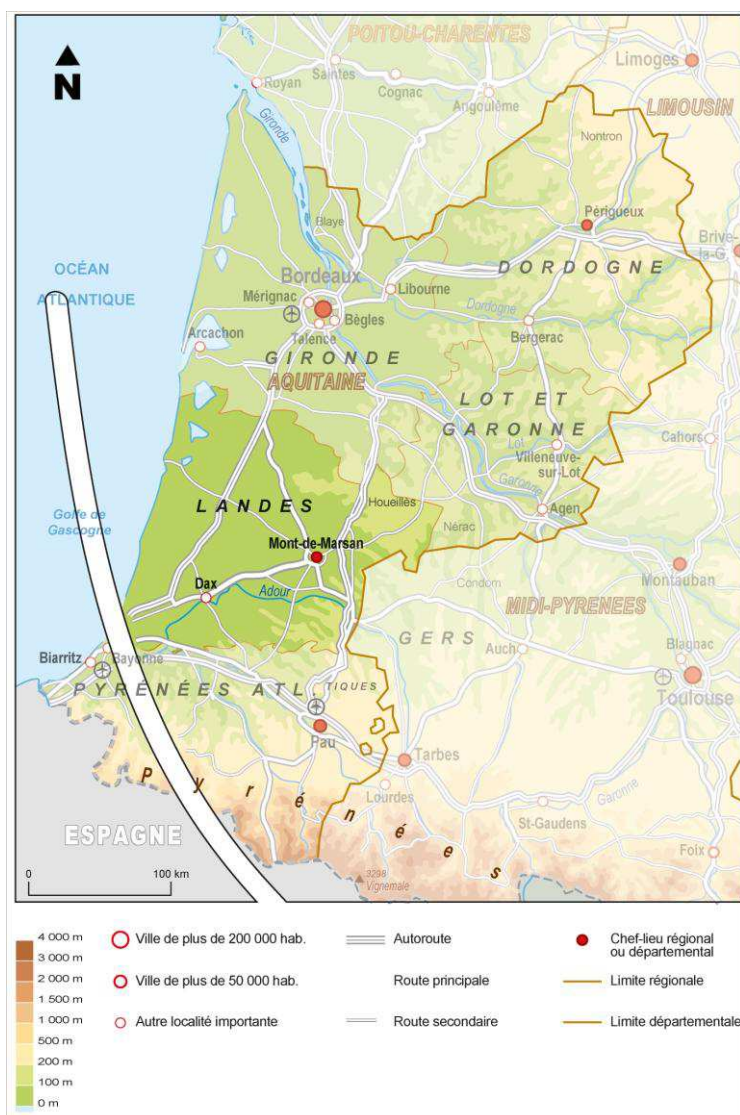 POITOU-CHARENTES
Limoges
N
Royan
Saintes
Cognac
Angoulême
LIMOUSIN
Gironde
Nontron
Blaye
Périgueux
Brive-
la-G.
OCÉAN
ATLANTIQUE
Bordeaux
DORDOGNE
Mérignac
Libourne
Bègles
Dordogne
Talence
Arcachon
Bergerac
GIRONDE
AQUITAINE
LOT ET
GARONNE
Lot
Cahors
Villeneuve-
sur-Lot
Garonne
LANDES
Houeillès
Agen
Golfe de
Gascogne
Nérac
Mont-de-Marsan
Condom
Montauban
Dax
Adour
MIDI-PYRENEES
GERS
Auch
Blagnac
Biarritz
Bayonne
Toulouse
PYRÉNÉES ATL.
TIQUES
Pau
Tarbes
Pyrénées
Lourdes
Garonne
St-Gaudens
ESPAGNE
Foix
0
100 km
3298
Vignemale
4 000 m
3 000 m
2 000 m
1 500 m
1 000 m
500 m
200 m
100 m
0 m
Ville de plus de 200 000 hab.
Ville de plus de 50 000 hab.
Autre localité importante
Autoroute
Route principale
Route secondaire
Chef-lieu régional
ou départemental
Limite régionale
Limite départementale